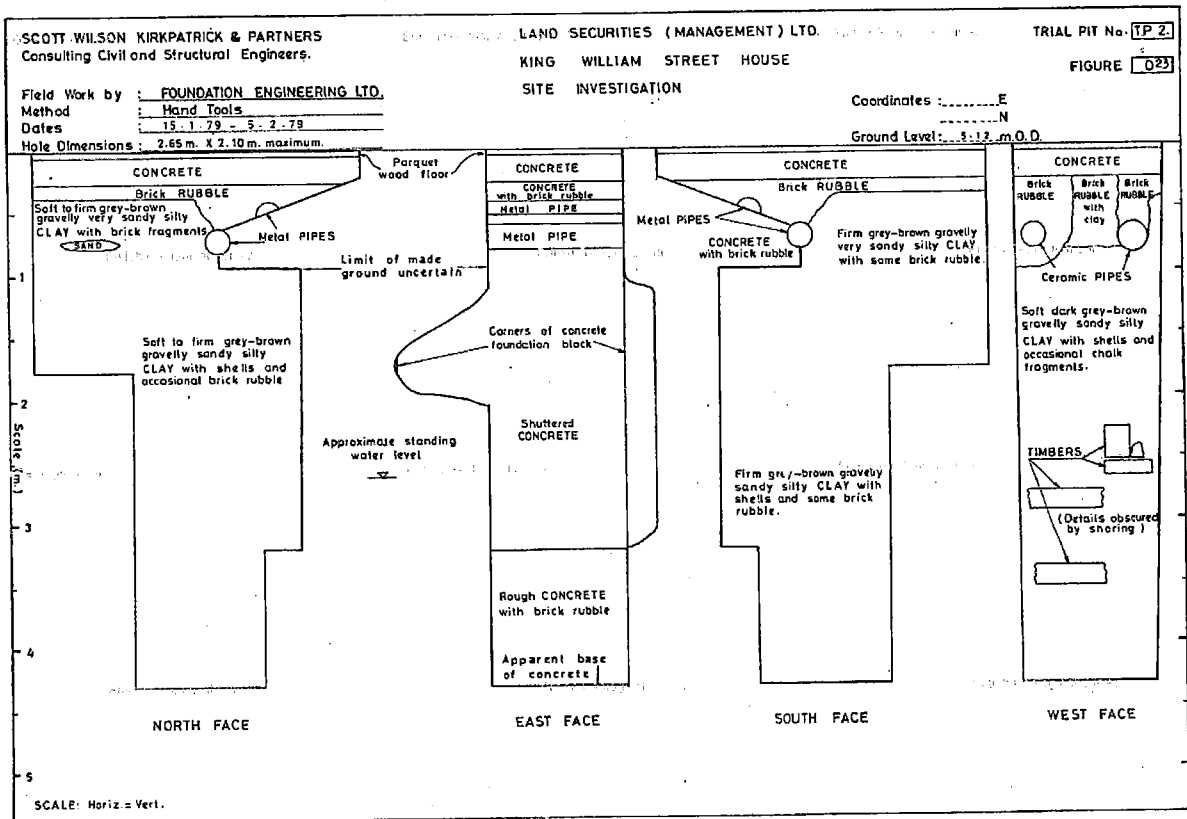 SCOTT WILSON KIRKPATRICK & PARTNERS
Consulting Civil and Structural Engineers.
LAND SECURITIES (MANAGEMENT) LTD.
KING WILLIAM STREET HOUSE
SITE INVESTIGATION
TRIAL PIT No. T.P 2.
FIGURE D23
Field Work by : FOUNDATION ENGINEERING LTD.
Method : Hand Tools
Dates : 15.1.79 - 5.2.79
Hole Dimensions : 2.65 m. X 2.10 m. maximum.
Coordinates : E
N
Ground Level : 5.12 m.O.D.
CONCRETE
Brick RUBBLE
Soft to firm grey-brown
gravelly very sandy silty
CLAY with brick fragments
SAND
Metal PIPES
Soft to firm grey-brown
gravelly sandy silty
CLAY with shells and
occasional brick rubble
NORTH FACE
Parquet
wood floor
Limit of made
ground uncertain
Corners of concrete
foundation block
Approximate standing
water level
CONCRETE
CONCRETE
with brick rubble
Metal PIPE
Metal PIPE
Shuttered
CONCRETE
Rough CONCRETE
with brick rubble
Apparent base
of concrete
EAST FACE
CONCRETE
Brick RUBBLE
Metal PIPES
CONCRETE
with brick rubble
Firm grey-brown gravelly
very sandy silty CLAY
with some brick rubble.
Firm grey-brown gravelly
sandy silty CLAY with
shells and some brick
rubble.
SOUTH FACE
CONCRETE
Brick
RUBBLE
Brick
RUBBLE
with
clay
Brick
RUBBLE
Ceramic PIPES
Soft dark grey-brown
gravelly sandy silty
CLAY with shells and
occasional chalk
fragments.
TIMBERS
(Details obscured
by shoring)
WEST FACE
1
2
Scale (m.)
3
4
5
SCALE: Horiz. = Vert.